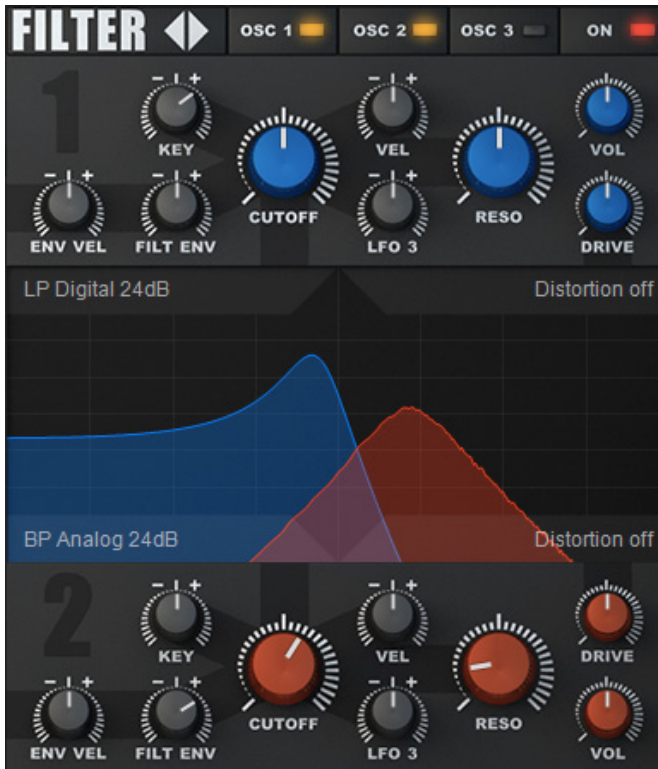 FILTER OSC 1 OSC 2 OSC 3 ON
1
- + - +
KEY VEL VOL
- + - +
CUTOFF RESO
ENV VEL FILT ENV LFO 3 DRIVE
LP Digital 24dB Distortion off
BP Analog 24dB Distortion off
2
- + - +
KEY VEL DRIVE
- + - +
CUTOFF RESO
ENV VEL FILT ENV LFO 3 VOL